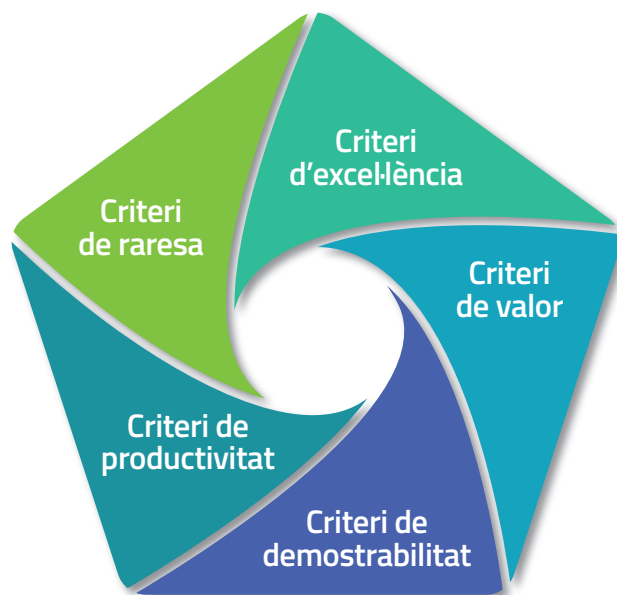 Criteri
d’excel·lència
Criteri
de raresa
Criteri
de valor
Criteri de
productivitat
Criteri de
demostrabilitat